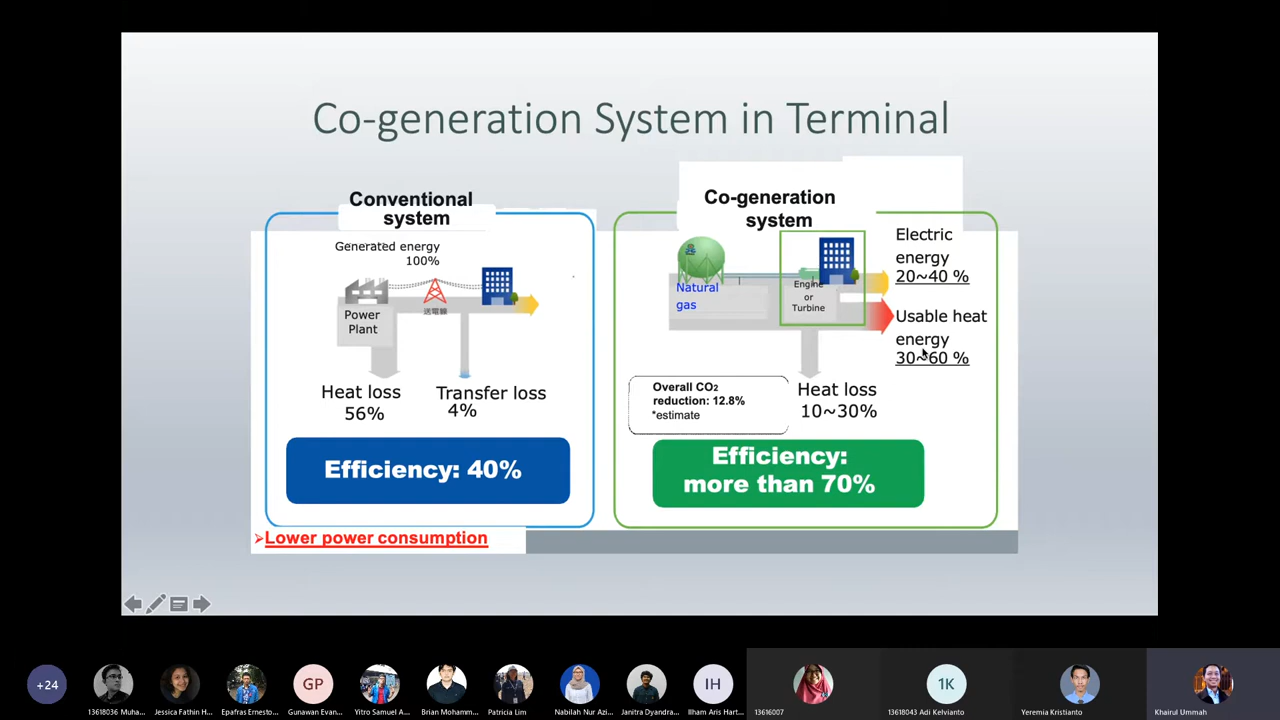 Co-generation System in Terminal
Conventional
system
Generated energy
100%
Power
Plant
送電線
Heat loss
56%
Transfer loss
4%
Efficiency: 40%
➢Lower power consumption
Co-generation
system
Natural
gas
Engine
or
Turbine
Electric
energy
20~40 %
Usable heat
energy
30~60 %
Overall CO2
reduction: 12.8%
*estimate
Heat loss
10~30%
Efficiency:
more than 70%
+24
GP
IH
1K
13618036 Muha...
Jessica Fathin H...
Epafras Ernesto...
Gunawan Evan...
Yitro Samuel A...
Brian Mohamm...
Patricia Lim
Nabilah Nur Azi...
Janitra Dyandra...
Ilham Aris Hart...
13616007
13618043 Adi Kelvianto
Yeremia Kristianto
Khairul Ummah